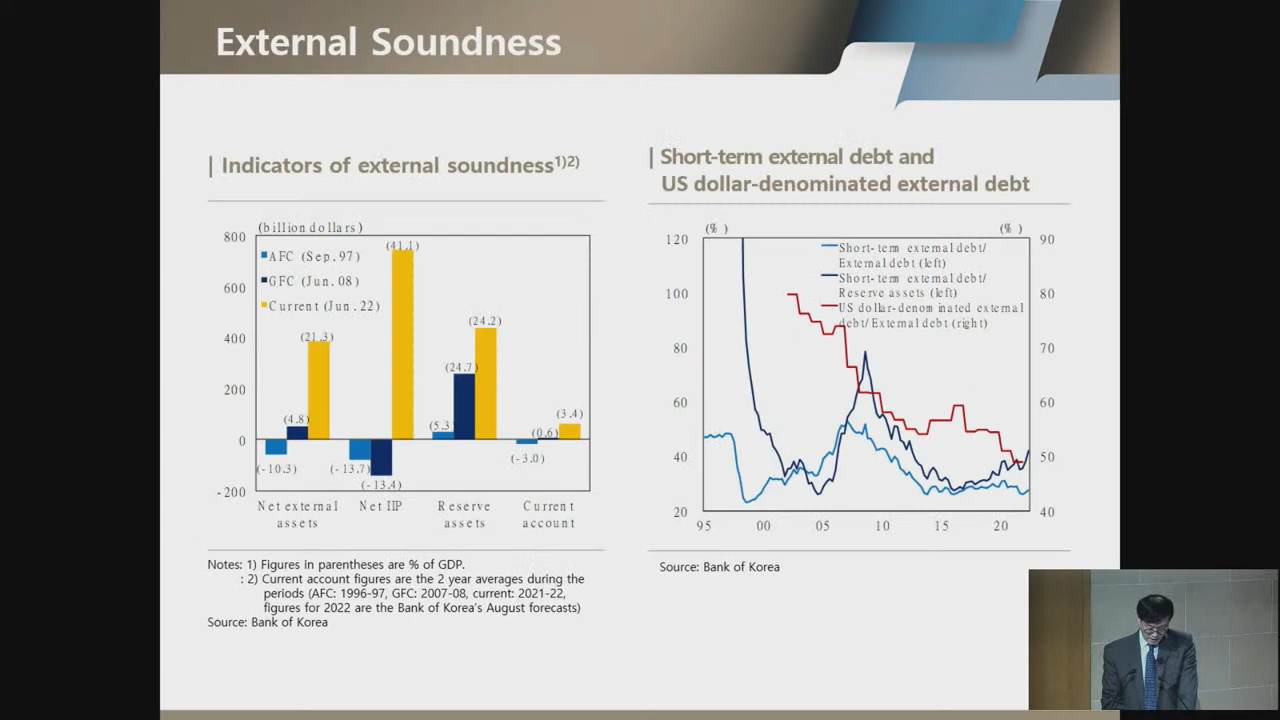 External Soundness
| Indicators of external soundness1)2)
(billion dollars)
800
600
400
200
0
-200
AFC (Sep.97)
GFC (Jun.08)
Current (Jun.22)
(-10.3)
(4.8)
(21.3)
(-13.7)
(-13.4)
(41.1)
(5.3
(24.7)
(24.2)
(-3.0)
(0.6)
(3.4)
Net external assets
Net IIP
Reserve assets
Current account
Notes: 1) Figures in parentheses are % of GDP.
: 2) Current account figures are the 2 year averages during the
periods (AFC: 1996-97, GFC: 2007-08, current: 2021-22,
figures for 2022 are the Bank of Korea's August forecasts)
Source: Bank of Korea
| Short-term external debt and
US dollar-denominated external debt
(%)
(%)
120
100
80
60
40
20
90
80
70
60
50
40
Short-term external debt/
External debt (left)
Short-term external debt/
Reserve assets (left)
US dollar-denominated external
debt/External debt (right)
95
00
05
10
15
20
Source: Bank of Korea